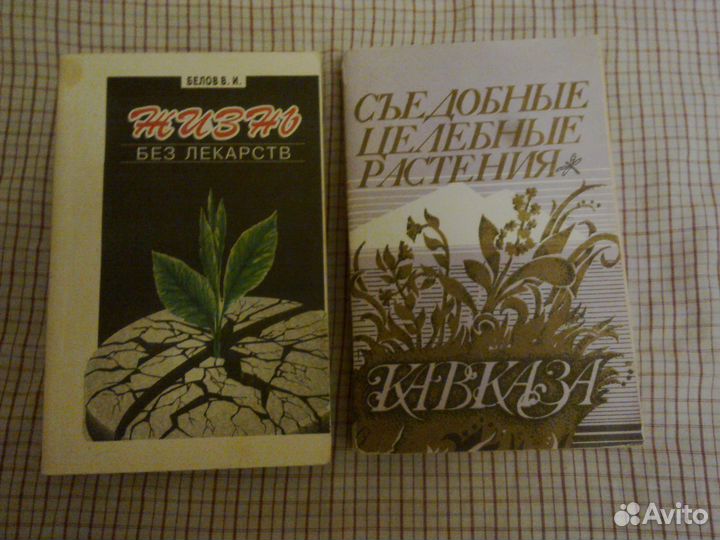 БЕЛОВ В. И.
ЖИЗНЬ
БЕЗ ЛЕКАРСТВ
СЪЕДОБНЫЕ
ЦЕЛЕБНЫЕ
РАСТЕНИЯ
КАВКАЗА
Avito